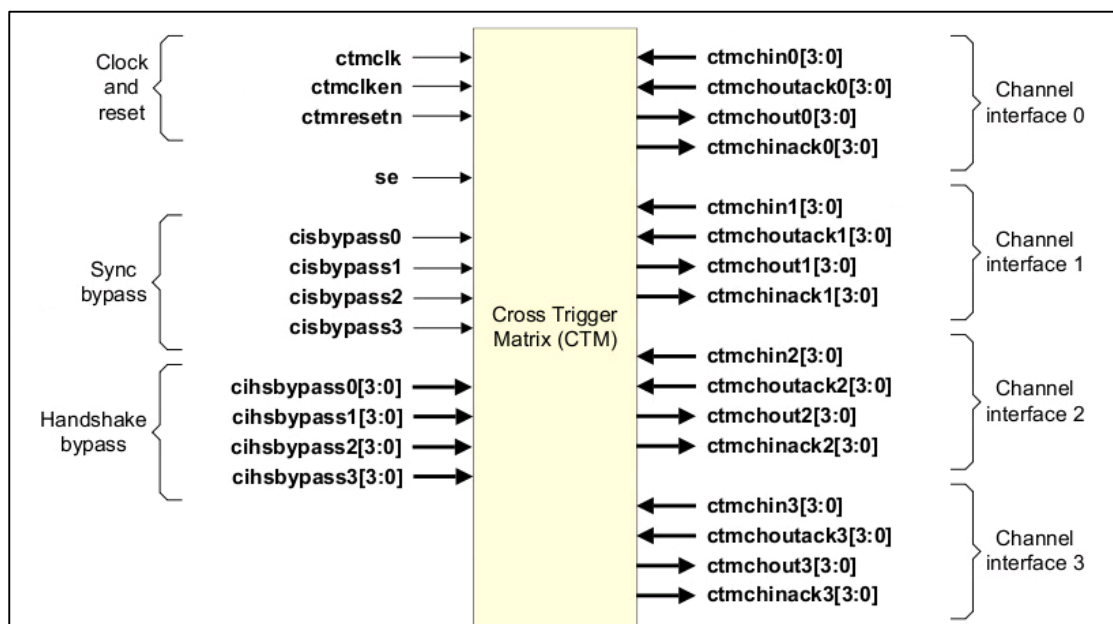 Clock
and
reset
ctmclk
ctmclken
ctmresetn
se
Sync
bypass
cisbypass0
cisbypass1
cisbypass2
cisbypass3
Handshake
bypass
cihsbypass0[3:0]
cihsbypass1[3:0]
cihsbypass2[3:0]
cihsbypass3[3:0]
Cross Trigger
Matrix (CTM)
ctmchin0[3:0]
ctmchoutack0[3:0]
ctmchout0[3:0]
ctmchinack0[3:0]
Channel
interface 0
ctmchin1[3:0]
ctmchoutack1[3:0]
ctmchout1[3:0]
ctmchinack1[3:0]
Channel
interface 1
ctmchin2[3:0]
ctmchoutack2[3:0]
ctmchout2[3:0]
ctmchinack2[3:0]
Channel
interface 2
ctmchin3[3:0]
ctmchoutack3[3:0]
ctmchout3[3:0]
ctmchinack3[3:0]
Channel
interface 3